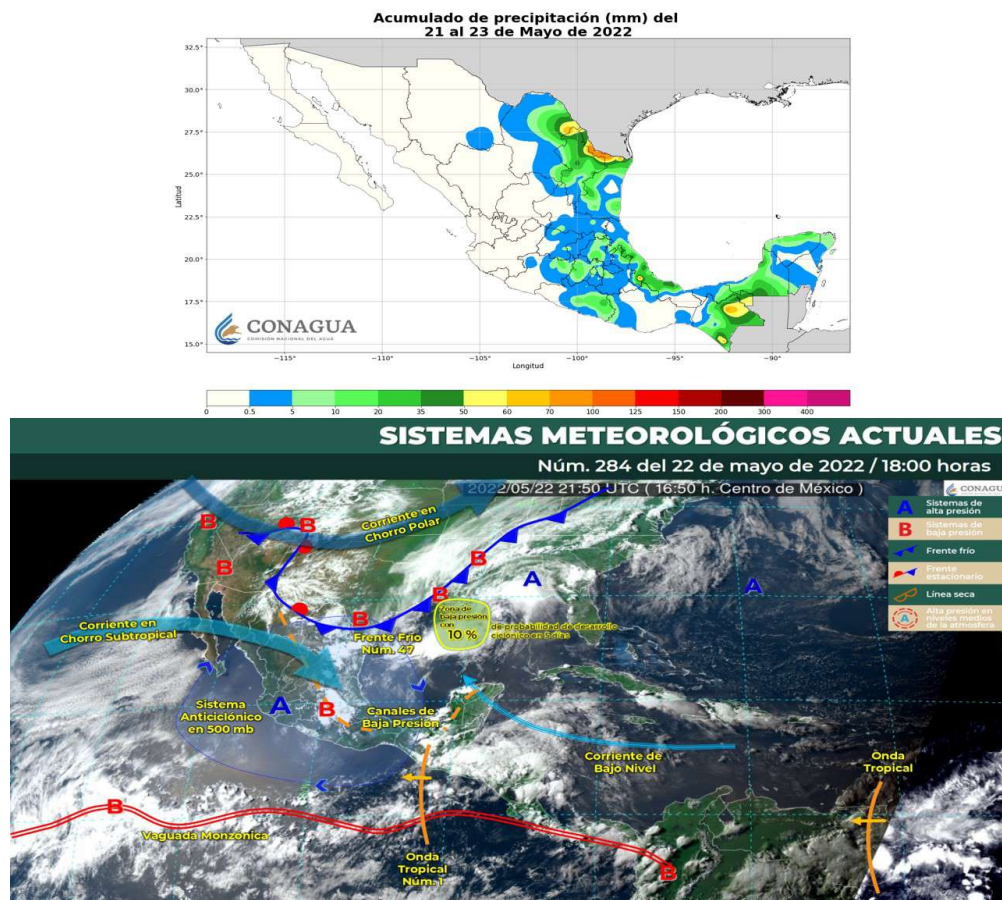 Acumulado de precipitación (mm) del
21 al 23 de Mayo de 2022
32.5°
30.0°
27.5°
25.0°
22.5°
20.0°
17.5°
15.0°
Latitud
−115°
−110°
−105°
−100°
−95°
−90°
Longitud
CONAGUA
COMISIÓN NACIONAL DEL AGUA
0 0.5 5 10 20 35 50 60 70 100 125 150 200 300 400
SISTEMAS METEOROLÓGICOS ACTUALES
Núm. 284 del 22 de mayo de 2022 / 18:00 horas
2022/05/22 21:50 UTC ( 16:50 h. Centro de México )
CONAGUA
A Sistemas de
alta presión
B Sistemas de
baja presión
Frente frío
Frente
estacionario
Línea seca
A Alta presión en
niveles medios
de la atmosfera
Corriente en
Chorro Polar
B
B
B
B
B
B
A
A
Zona de
baja presión
con
10 %
de probabilidad de desarrollo
ciclónico en 5 días
Corriente en
Chorro Subtropical
Frente Frío
Núm. 47
Sistema
Anticiclónico
en 500 mb
A
B
Canales de
Baja Presión
Corriente de
Bajo Nivel
Onda
Tropical
B
Vaguada Monzónica
Onda
Tropical
Núm. 1
B